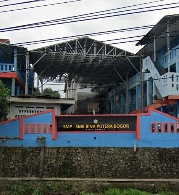 SMP - SMK BINA PUTERA BOGOR